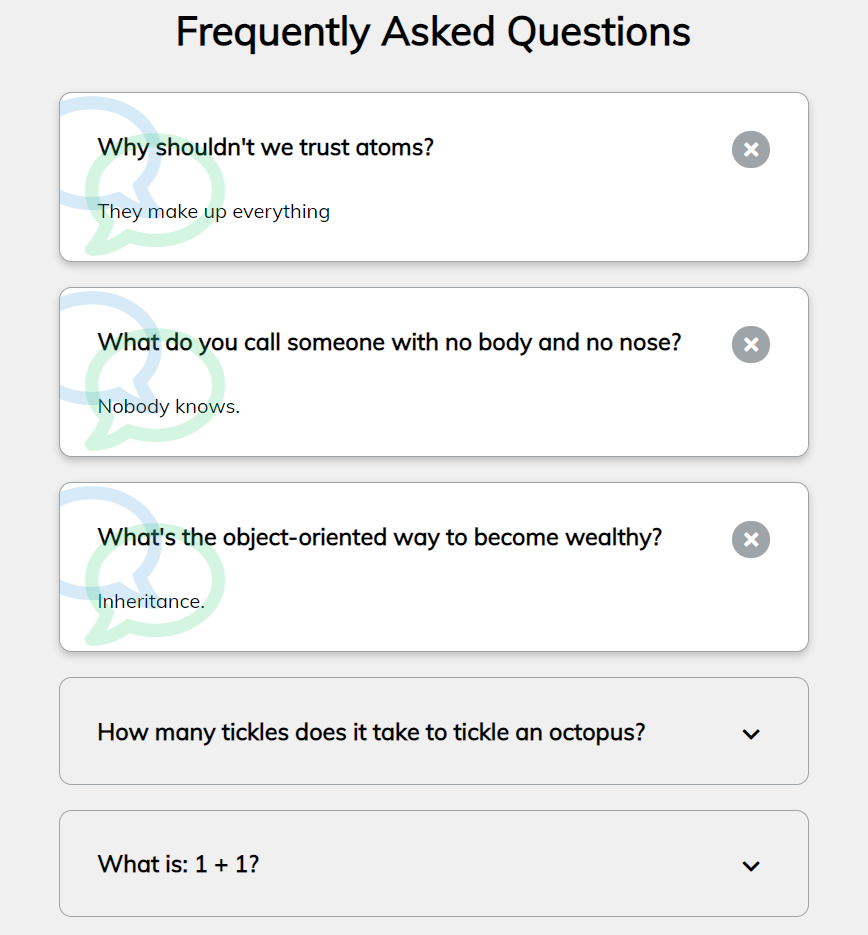 Frequently Asked Questions
Why shouldn't we trust atoms?
They make up everything
What do you call someone with no body and no nose?
Nobody knows.
What's the object-oriented way to become wealthy?
Inheritance.
How many tickles does it take to tickle an octopus?
What is: 1 + 1?